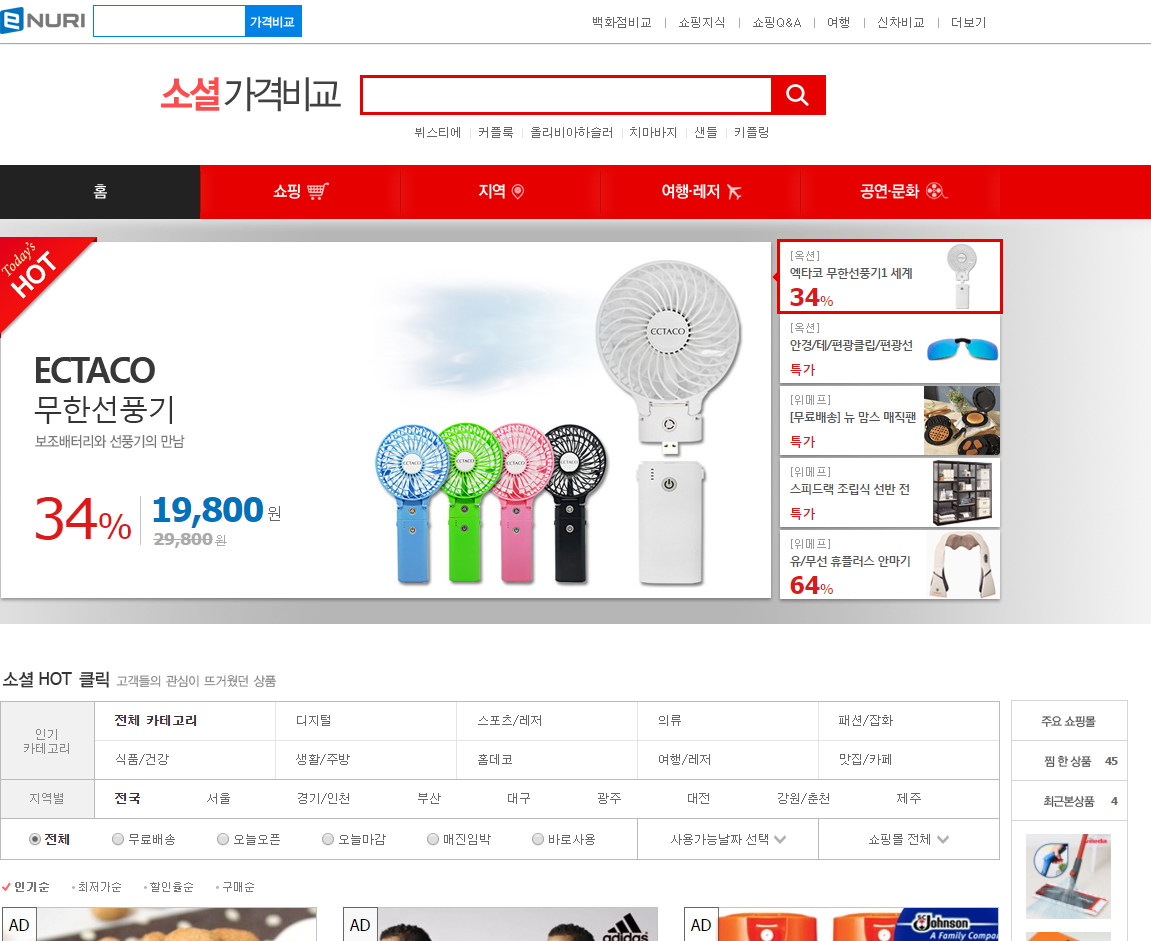 eNURI
가격비교
백화점비교 | 쇼핑지식 | 쇼핑Q&A | 여행 | 신차비교 | 더보기
소셜 가격비교
뷔스티에 | 커플룩 | 올리비아하슬러 | 치마바지 | 샌들 | 키플링
홈 쇼핑 지역 여행·레저 공연·문화
Today's
HOT
ECTACO
무한선풍기
보조배터리와 선풍기의 만남
34% 19,800 원
29,800 원
ECTACO
ECTACO
ECTACO
ECTACO
ECTACO
[옥션]
엑타코 무한선풍기1 세계
34%
[옥션]
안경/테/편광클립/편광선
특가
[위메프]
[무료배송] 뉴 맘스 매직팬
특가
[위메프]
스피드랙 조립식 선반 전
특가
[위메프]
유/무선 휴플러스 안마기
64%
소셜 HOT 클릭 고객들의 관심이 뜨거웠던 상품
인기
카테고리
전체 카테고리 디지털 스포츠/레저 의류 패션/잡화
식품/건강 생활/주방 홈데코 여행/레저 맛집/카페
지역별 전국 서울 경기/인천 부산 대구 광주 대전 강원/춘천 제주
전체 무료배송 오늘오픈 오늘마감 매진임박 바로사용 사용가능날짜 선택 쇼핑몰 전체
인기순 최저가순 할인율순 구매순
AD
AD
adidas
AD
Johnson
A Family Compan
주요 쇼핑몰
찜 한 상품 45
최근본상품 4